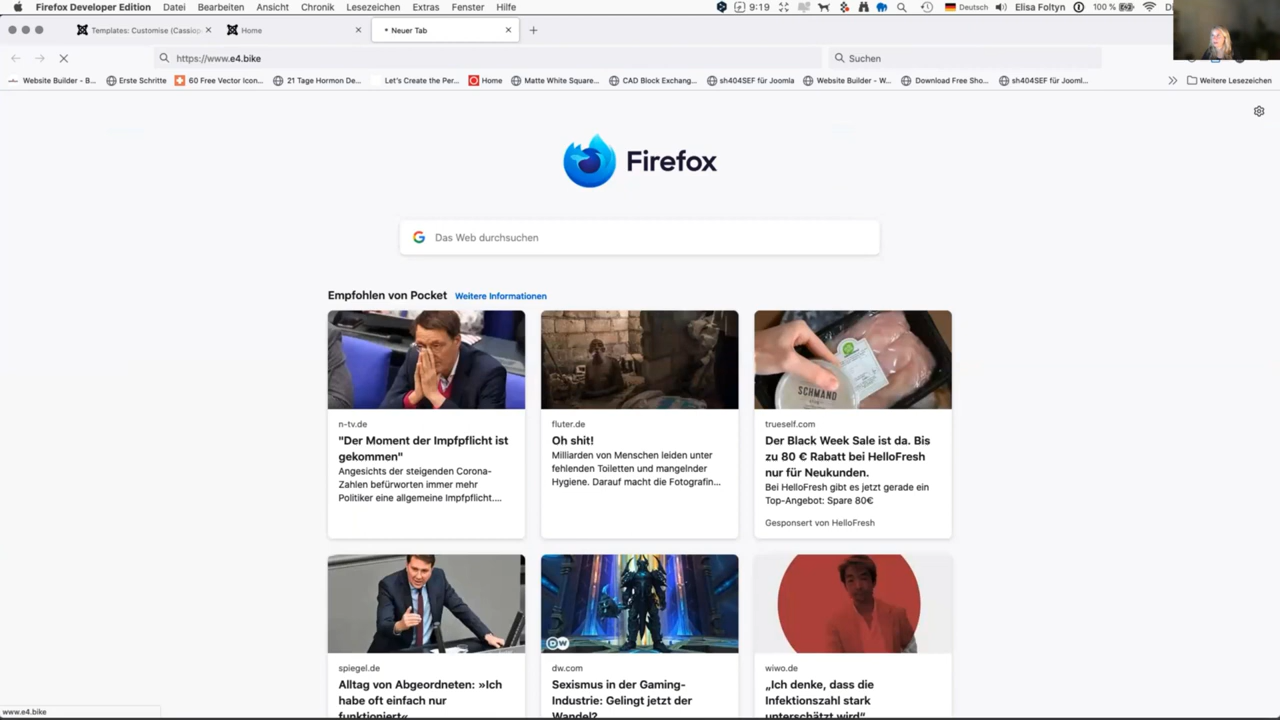 Firefox Developer Edition Datei Bearbeiten Ansicht Chronik Lesezeichen Extras Fenster Hilfe 9:19 Deutsch Elisa Foltyn 100 %
Templates: Customise (Cassiop Home Neuer Tab
https://www.e4.bike Suchen
Website Builder - B... Erste Schritte 60 Free Vector Icon... 21 Tage Hormon De... Let's Create the Per... Home Matte White Square... CAD Block Exchang... sh404SEF für Joomla Website Builder - W... Download Free Sho... sh404SEF für Jooml... Weitere Lesezeichen
Firefox
Das Web durchsuchen
Empfohlen von Pocket Weitere Informationen
SCHMAND
n-tv.de
"Der Moment der Impfpflicht ist
gekommen"
Angesichts der steigenden Corona-
Zahlen befürworten immer mehr
Politiker eine allgemeine Impfpflicht....
fluter.de
Oh shit!
Milliarden von Menschen leiden unter
fehlenden Toiletten und mangelnder
Hygiene. Darauf macht die Fotografin...
trueself.com
Der Black Week Sale ist da. Bis
zu 80 € Rabatt bei HelloFresh
nur für Neukunden.
Bei HelloFresh gibt es jetzt gerade ein
Top-Angebot: Spare 80€
Gesponsert von HelloFresh
DW
spiegel.de
Alltag von Abgeordneten: »Ich
habe oft einfach nur
funktioniert«
dw.com
Sexismus in der Gaming-
Industrie: Gelingt jetzt der
Wandel?
wiwo.de
„Ich denke, dass die
Infektionszahl stark
unterschätzt wird“
www.e4.bike